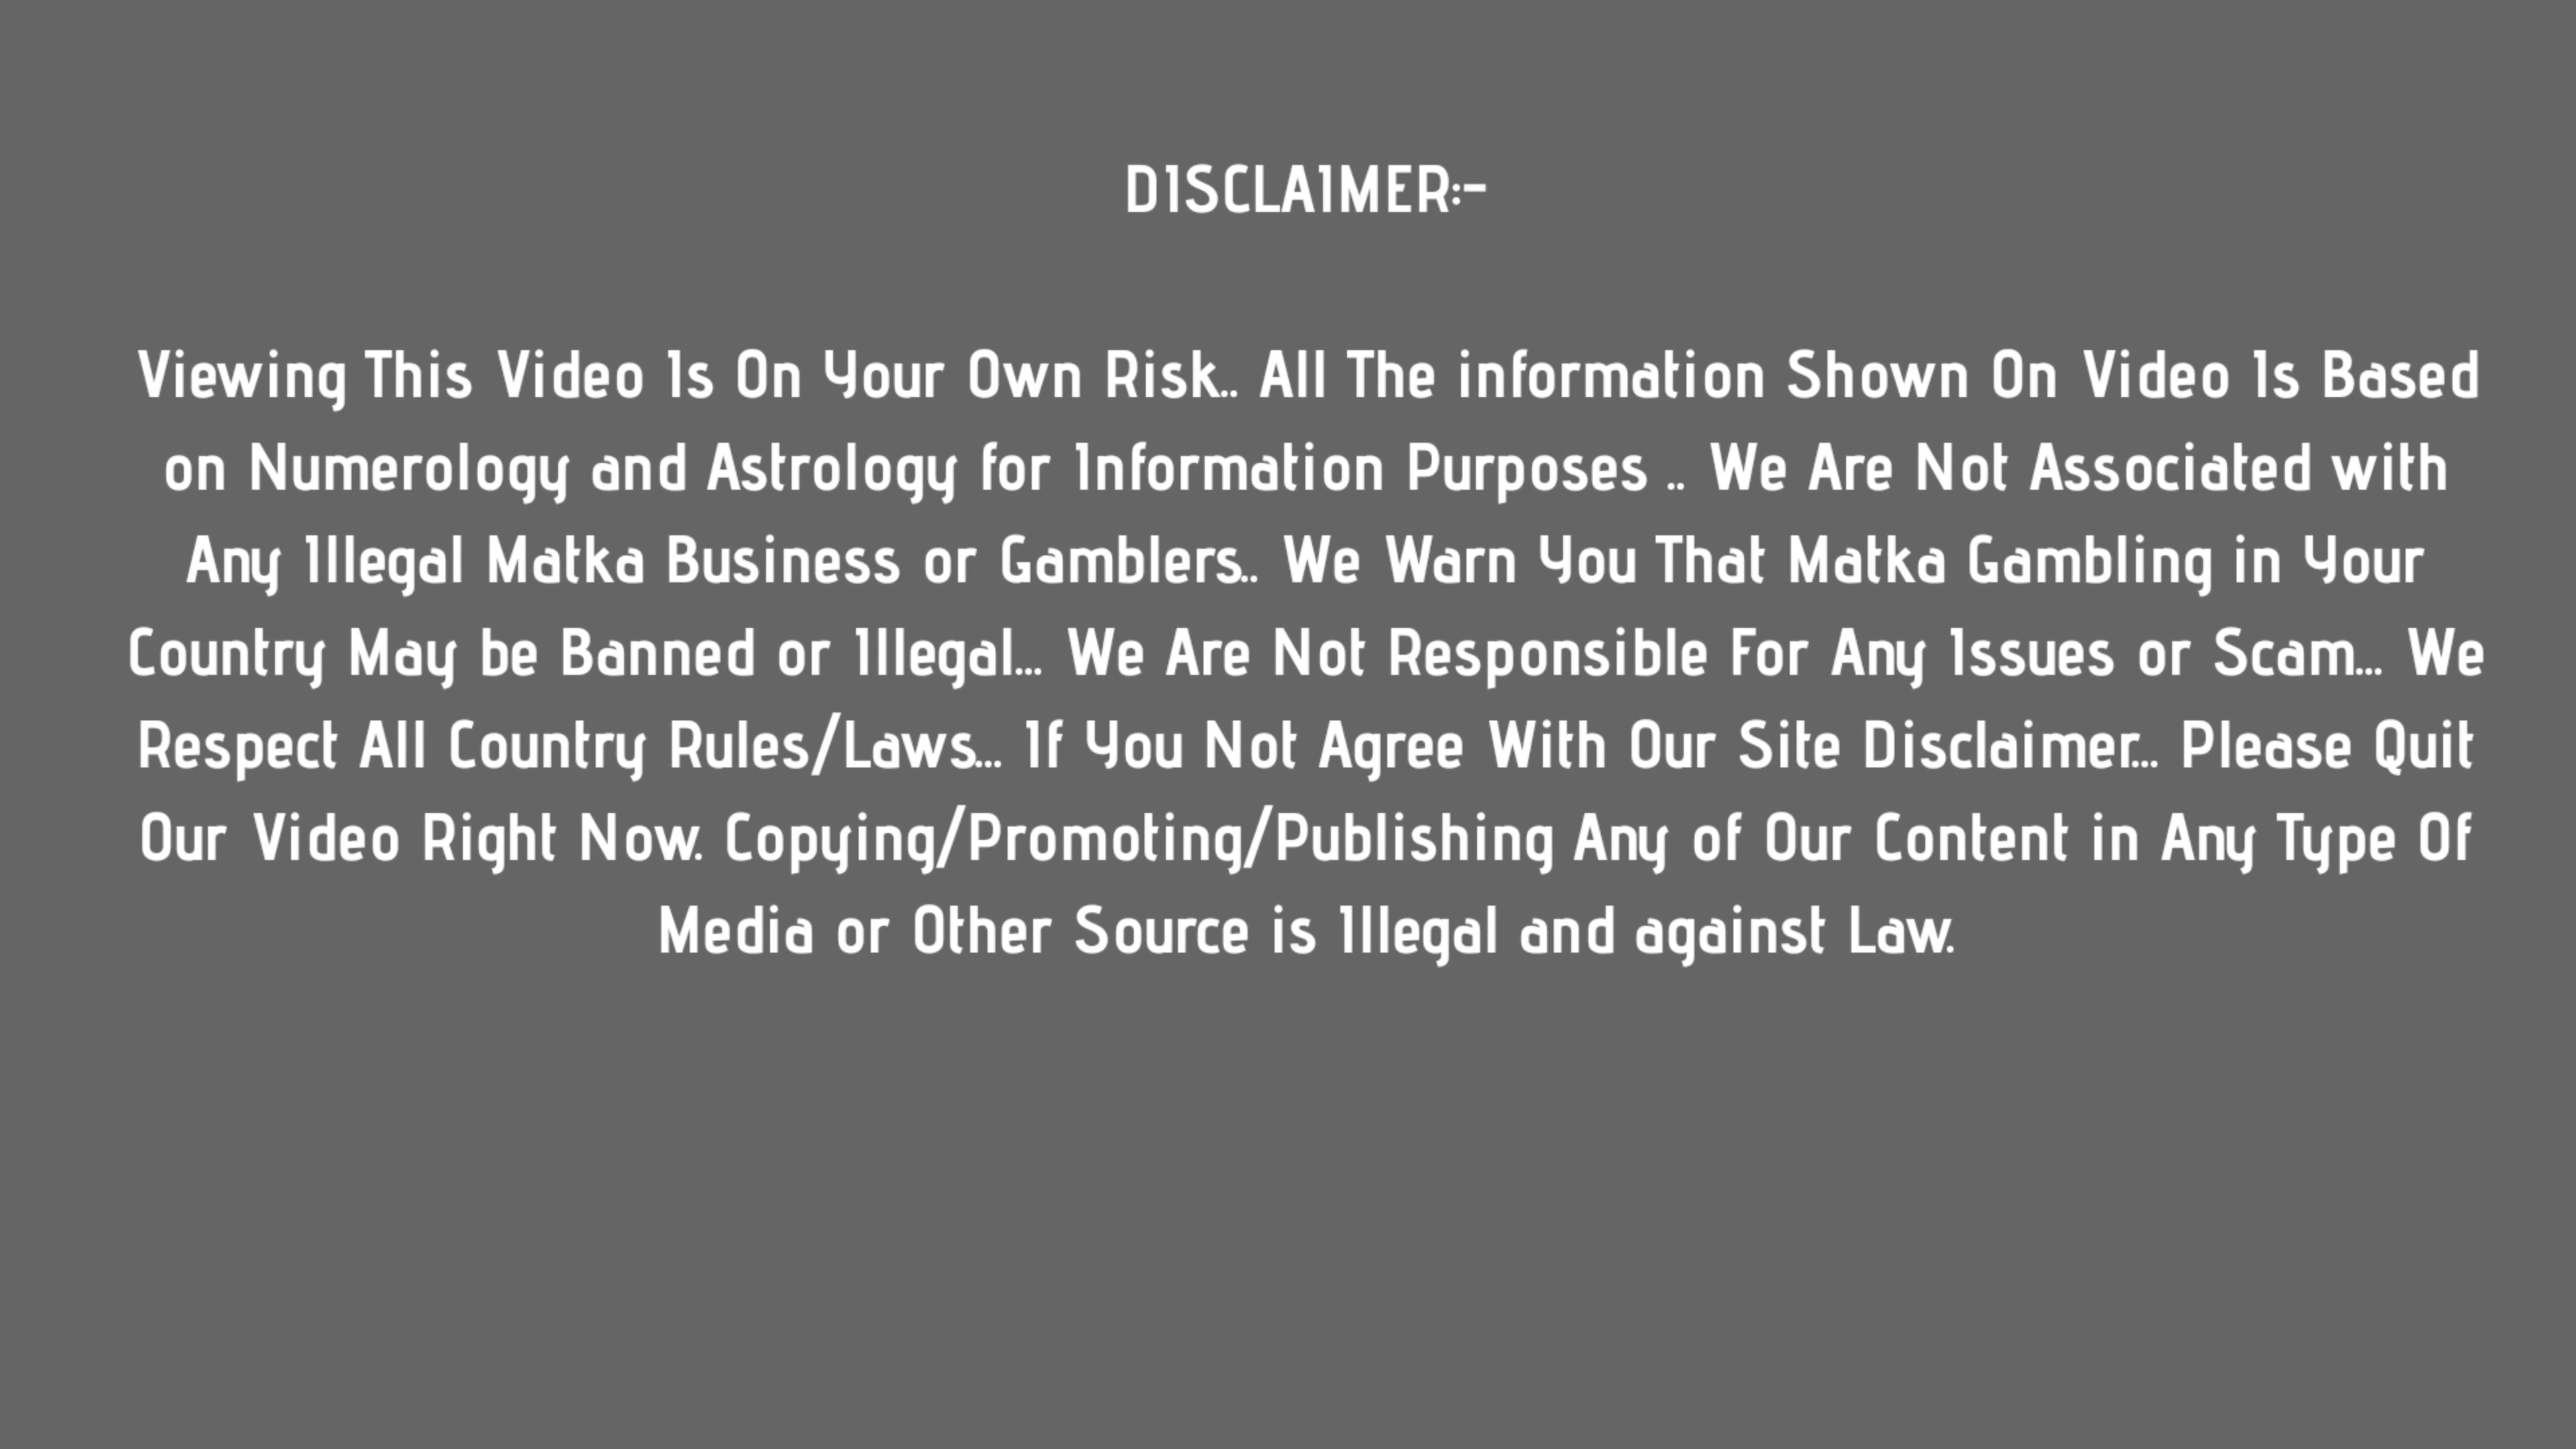 DISCLAIMER:-
Viewing This Video Is On Your Own Risk.. All The information Shown On Video Is Based
on Numerology and Astrology for Information Purposes .. We Are Not Associated with
Any Illegal Matka Business or Gamblers.. We Warn You That Matka Gambling in Your
Country May be Banned or Illegal... We Are Not Responsible For Any Issues or Scam... We
Respect All Country Rules/Laws... If You Not Agree With Our Site Disclaimer... Please Quit
Our Video Right Now. Copying/Promoting/Publishing Any of Our Content in Any Type Of
Media or Other Source is Illegal and against Law.